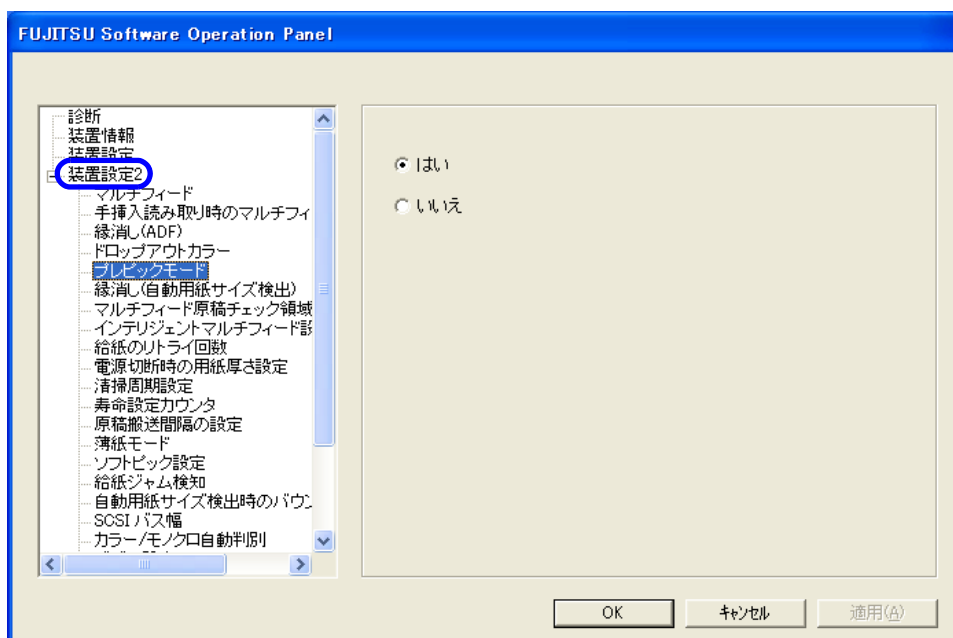 FUJITSU Software Operation Panel
診断
装置情報
装置設定
装置設定2
マルチフィード
手挿入読み取り時のマルチフィ
縁消し(ADF)
ドロップアウトカラー
プレピックモード
縁消し(自動用紙サイズ検出)
マルチフィード原稿チェック領域
インテリジェントマルチフィード設
給紙のリトライ回数
電源切断時の用紙厚さ設定
清掃周期設定
寿命設定カウンタ
原稿搬送間隔の設定
薄紙モード
ソフトピック設定
給紙ジャム検知
自動用紙サイズ検出時のバウン
SCSI バス幅
カラー/モノクロ自動判別
はい
いいえ
OK
キャンセル
適用(A)